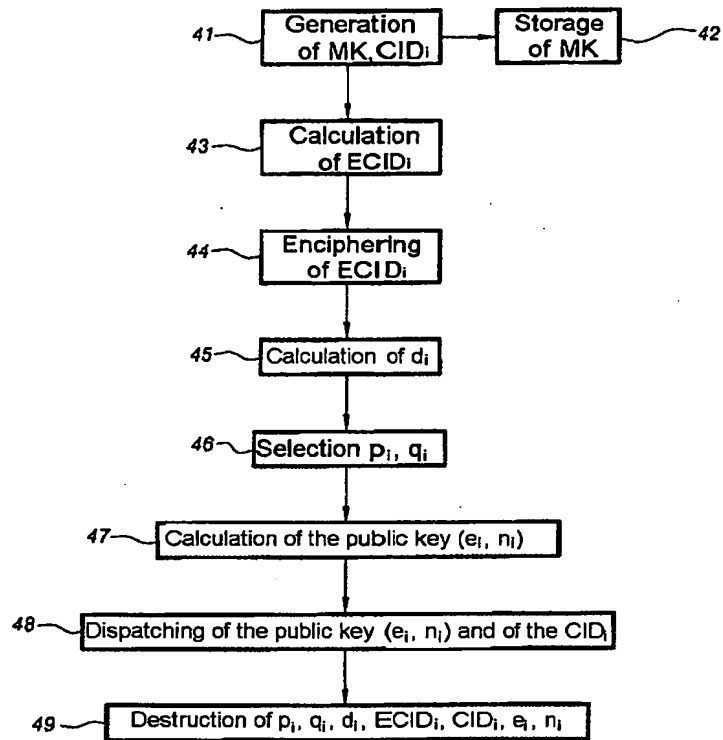 41
Generation
of MK, CIDi
Storage
of MK
42
43
Calculation
of ECIDi
44
Enciphering
of ECIDi
45
Calculation of di
46
Selection pi, qi
47
Calculation of the public key (ei, ni)
48
Dispatching of the public key (ei, ni) and of the CIDi
49
Destruction of pi, qi, di, ECIDi, CIDi, ei, ni